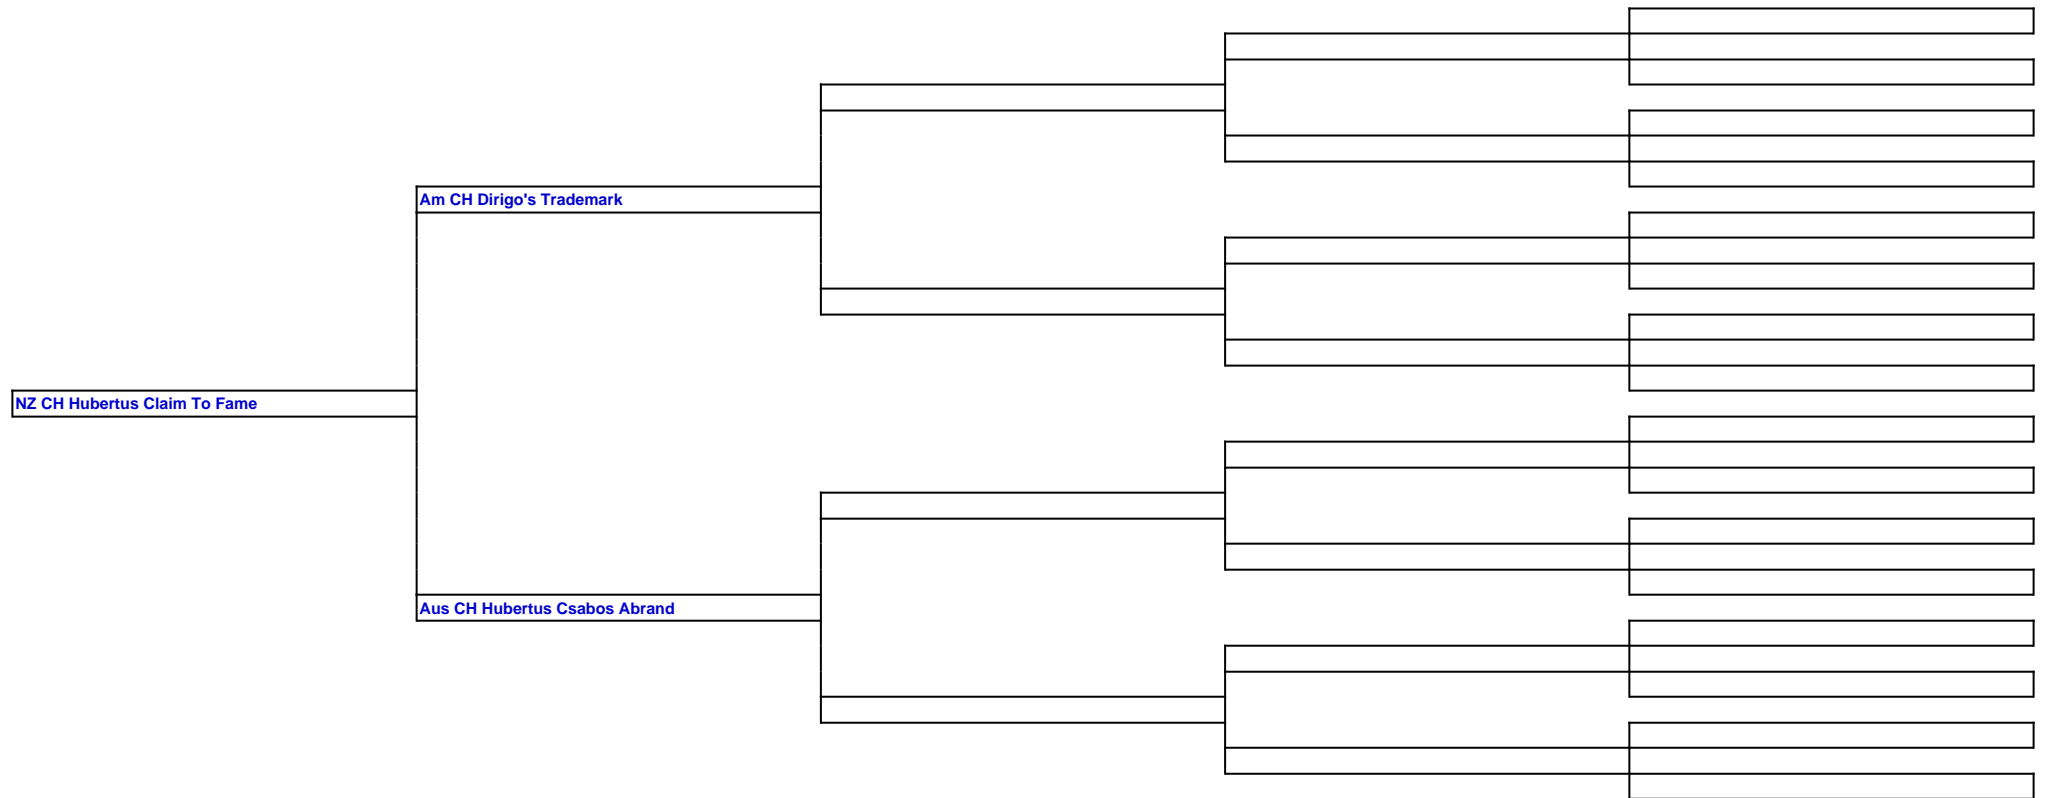 Am CH Dirigo's Trademark
NZ CH Hubertus Claim To Fame
Aus CH Hubertus Csabos Abrand